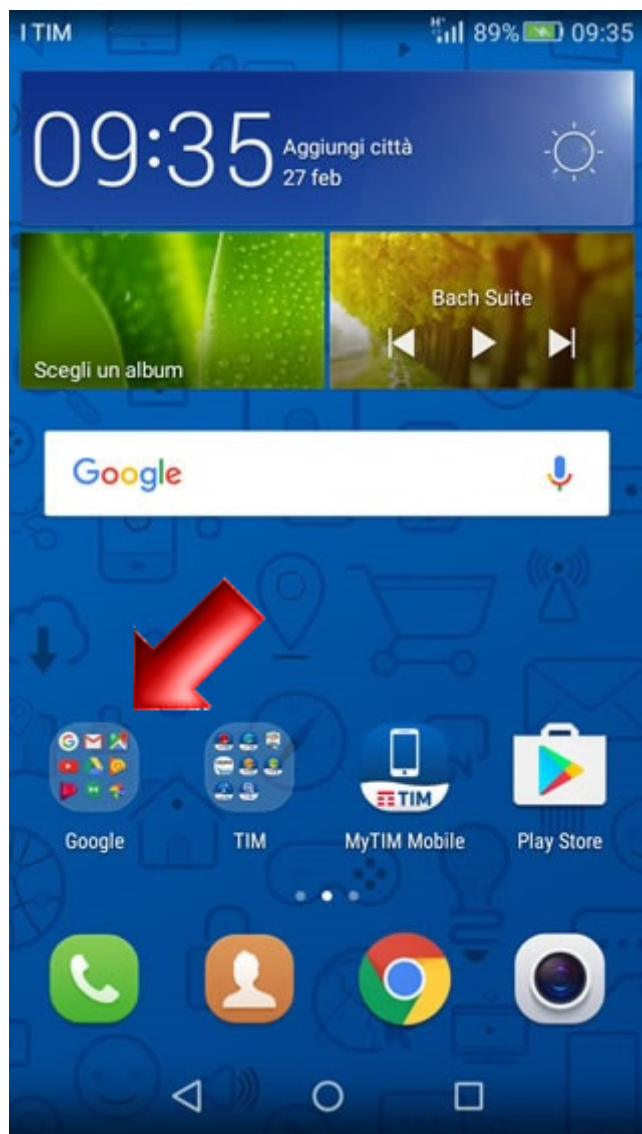 I TIM
H+ 89% 09:35
09:35
Aggiungi città
27 feb
Scegli un album
Bach Suite
Google
Google
TIM
TIM
MyTIM Mobile
Play Store